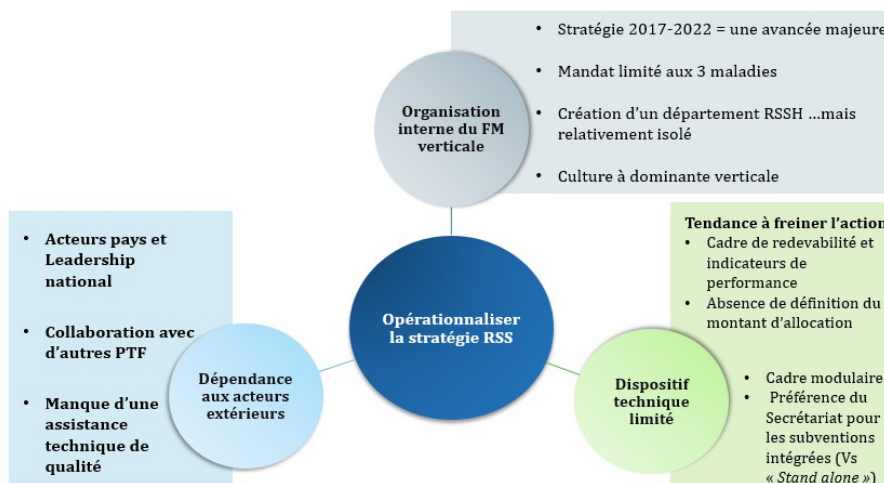 • Stratégie 2017-2022 = une avancée majeure
• Mandat limité aux 3 maladies
• Création d’un département RSSH …mais
relativement isolé
• Culture à dominante verticale
Organisation
interne du FM
verticale
• Acteurs pays et
Leadership
national
• Collaboration avec
d’autres PTF
• Manque d’une
assistance
technique de
qualité
Dépendance
aux acteurs
extérieurs
Opérationnaliser
la stratégie RSS
Tendance à freiner l’action
• Cadre de redevabilité et
indicateurs de
performance
• Absence de définition du
montant d’allocation
• Cadre modulaire
• Préférence du
Secrétariat pour
les subventions
intégrées (Vs
« Stand alone »)
Dispositif
technique
limité